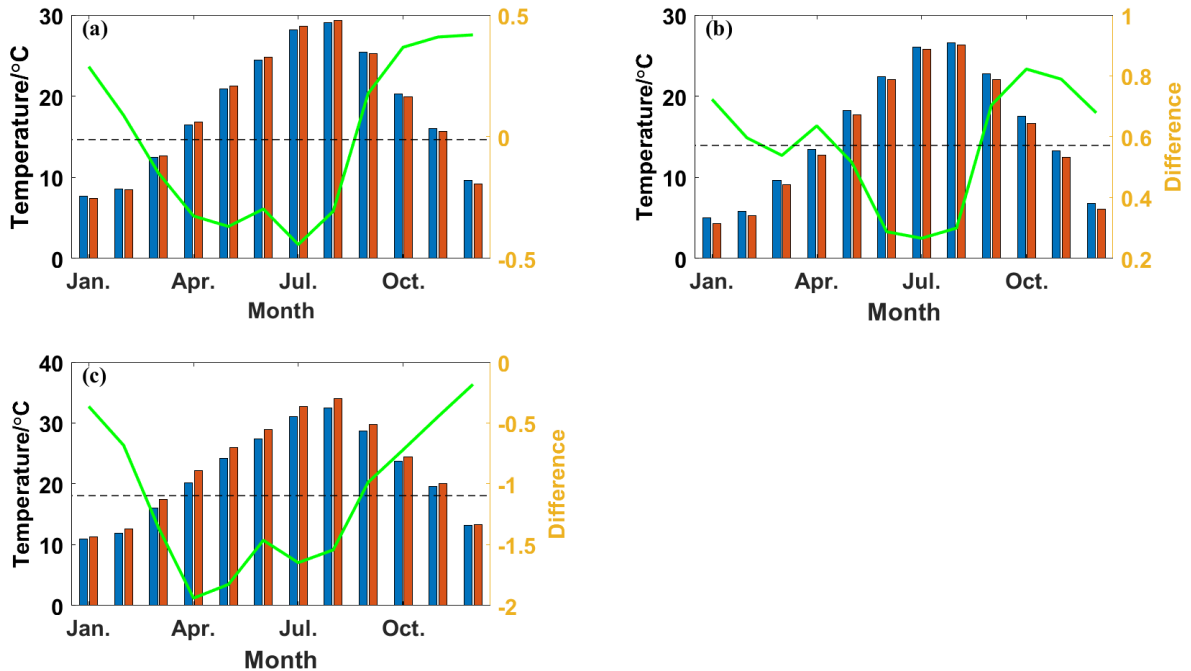 (a)
30
20
10
0
Temperature/°C
Jan. Apr. Jul. Oct.
Month
0.5
0
-0.5
(b)
30
20
10
0
Temperature/°C
Jan. Apr. Jul. Oct.
Month
1
0.8
0.6
0.4
0.2
Difference
(c)
40
30
20
10
0
Temperature/°C
Jan. Apr. Jul. Oct.
Month
0
-0.5
-1
-1.5
-2
Difference